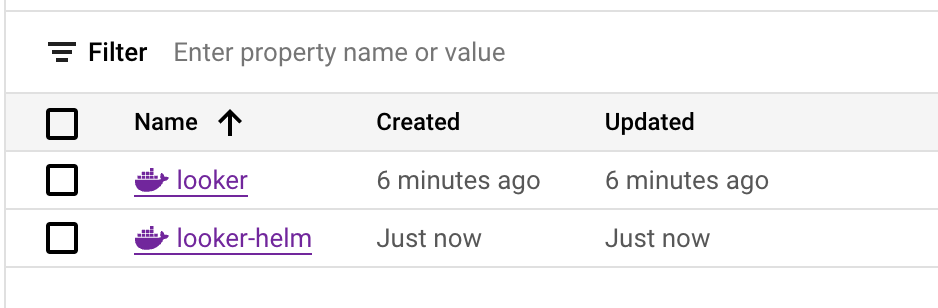 Filter Enter property name or value
Name Created Updated
looker 6 minutes ago 6 minutes ago
looker-helm Just now Just now